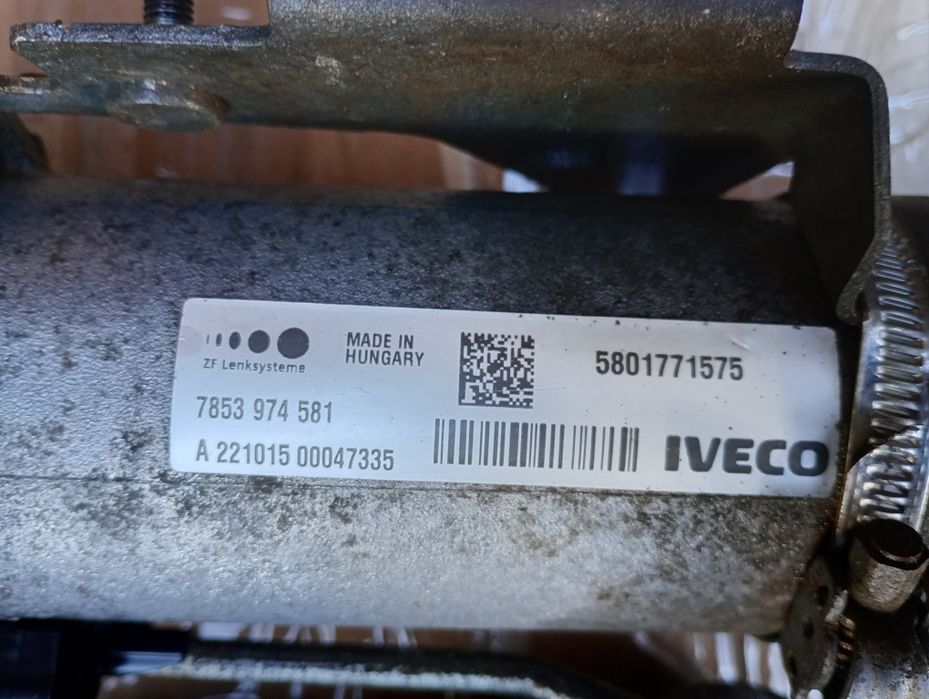 ZF Lenksysteme
MADE IN
HUNGARY
5801771575
7853 974 581
A 221015 00047335
IVECO